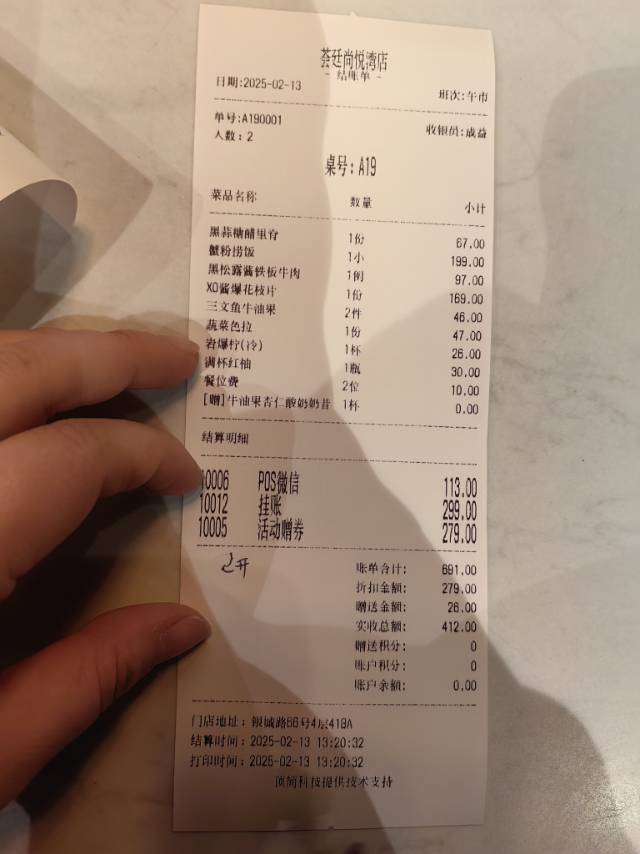 荟廷尚悦湾店
- 结账单 -
日期:2025-02-13 班次:午市
单号:A190001 收银员:成益
人数:2
桌号:A19
菜品名称 数量 小计
黑蒜糖醋里脊 1份 67.00
蟹粉捞饭 1小 199.00
黑松露酱铁板牛肉 1例 97.00
XO酱爆花枝片 1份 169.00
三文鱼牛油果 2件 46.00
蔬菜色拉 1份 47.00
岩爆柠(冷) 1杯 26.00
满杯红柚 1瓶 30.00
餐位费 2位 10.00
[赠]牛油果杏仁酸奶奶昔 1杯 0.00
结算明细
10006 POS微信 113.00
10012 挂账 299.00
10005 活动赠券 279.00
已开
账单合计: 691.00
折扣金额: 279.00
赠送金额: 26.00
实收总额: 412.00
赠送积分: 0
账户积分: 0
账户余额: 0.00
门店地址:银城路66号4层418A
结算时间:2025-02-13 13:20:32
打印时间:2025-02-13 13:20:32
顶简科技提供技术支持